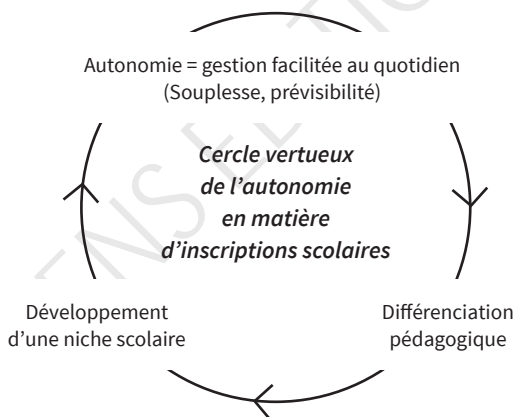 Autonomie = gestion facilitée au quotidien
(Souplesse, prévisibilité)
Cercle vertueux
de l’autonomie
en matière
d’inscriptions scolaires
Développement
d’une niche scolaire
Différenciation
pédagogique